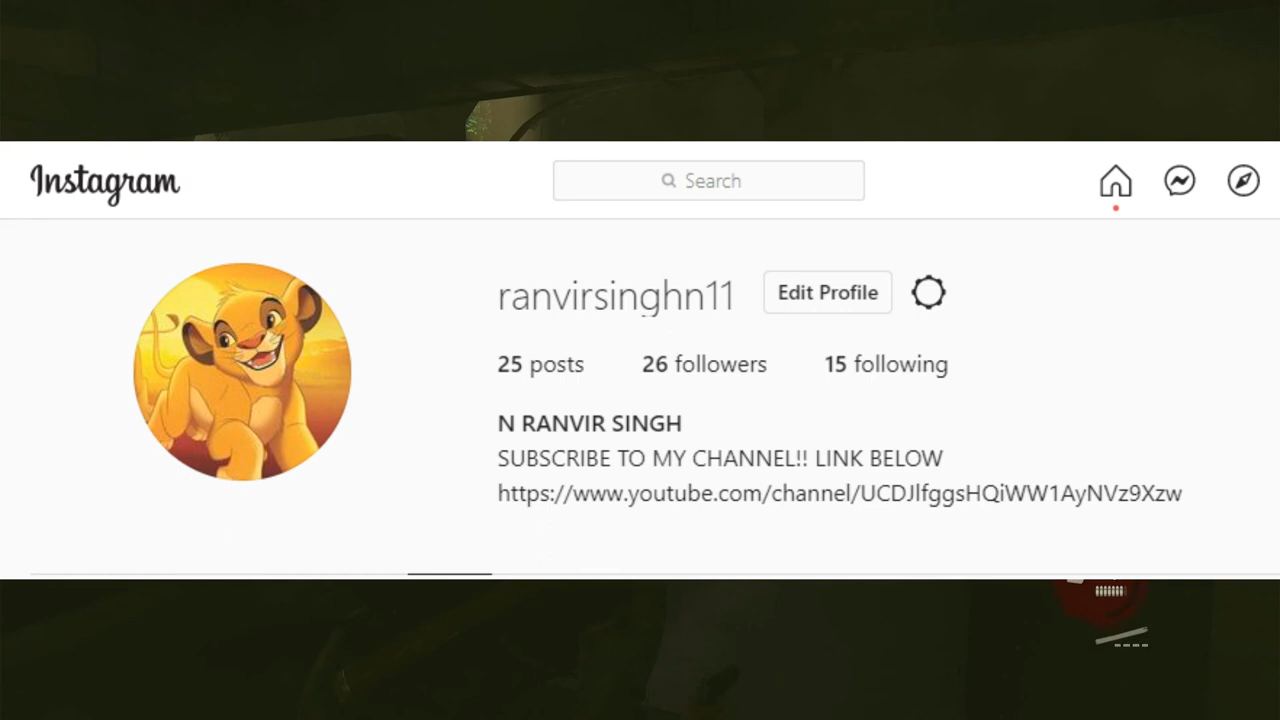 Instagram
Search
ranvirsinghn11 Edit Profile
25 posts 26 followers 15 following
N RANVIR SINGH
SUBSCRIBE TO MY CHANNEL!! LINK BELOW
https://www.youtube.com/channel/UCDJlfggsHQiWW1AyNVz9Xzw